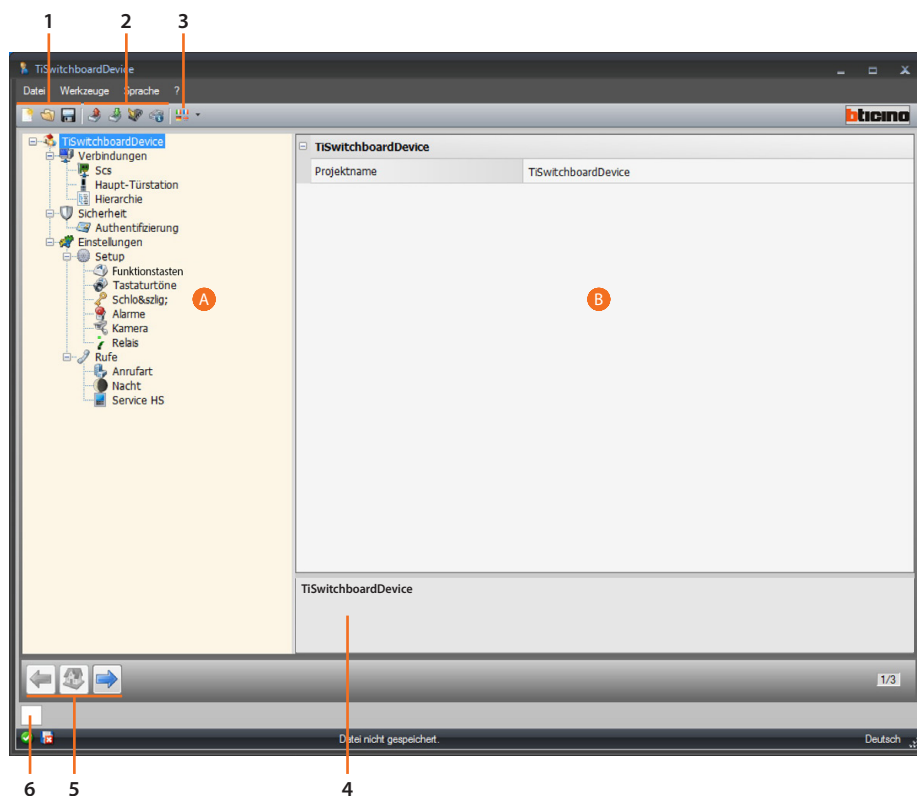 1 2 3
TiSwitchboardDevice
Datei Werkzeuge Sprache ?
bticino
TiSwitchboardDevice
Verbindungen
Scs
Haupt-Türstation
Hierarchie
Sicherheit
Authentifizierung
Einstellungen
Setup
Funktionstasten
Tastaturtöne
Schlo&szlig;
Alarme
Kamera
Relais
Rufe
Anrufart
Nacht
Service HS
A
TiSwitchboardDevice
Projektname TiSwitchboardDevice
B
TiSwitchboardDevice
1/3
Datei nicht gespeichert. Deutsch
6 5 4